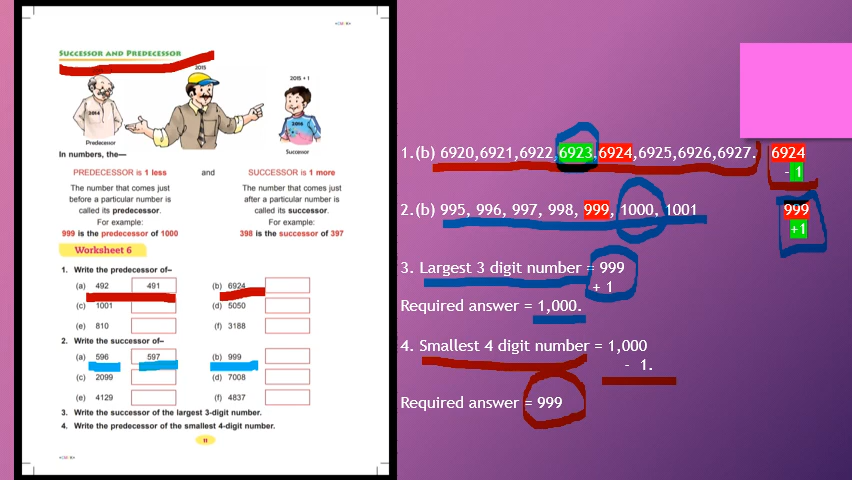 SUCCESSOR AND PREDECESSOR
2015
2015 + 1
2014
2016
Predecessor
Successor
In numbers, the—
PREDECESSOR is 1 less and SUCCESSOR is 1 more
The number that comes just
before a particular number is
called its predecessor.
For example:
999 is the predecessor of 1000
The number that comes just
after a particular number is
called its successor.
For example:
398 is the successor of 397
Worksheet 6
1. Write the predecessor of–
(a) 492 491 (b) 6924
(c) 1001 (d) 5050
(e) 810 (f) 3188
2. Write the successor of–
(a) 596 597 (b) 999
(c) 2099 (d) 7008
(e) 4129 (f) 4837
3. Write the successor of the largest 3-digit number.
4. Write the predecessor of the smallest 4-digit number.
11
1.(b) 6920,6921,6922,6923,6924,6925,6926,6927. 6924
- 1
2.(b) 995, 996, 997, 998, 999, 1000, 1001 999
+1
3. Largest 3 digit number = 999
+ 1
Required answer = 1,000.
4. Smallest 4 digit number = 1,000
- 1.
Required answer = 999